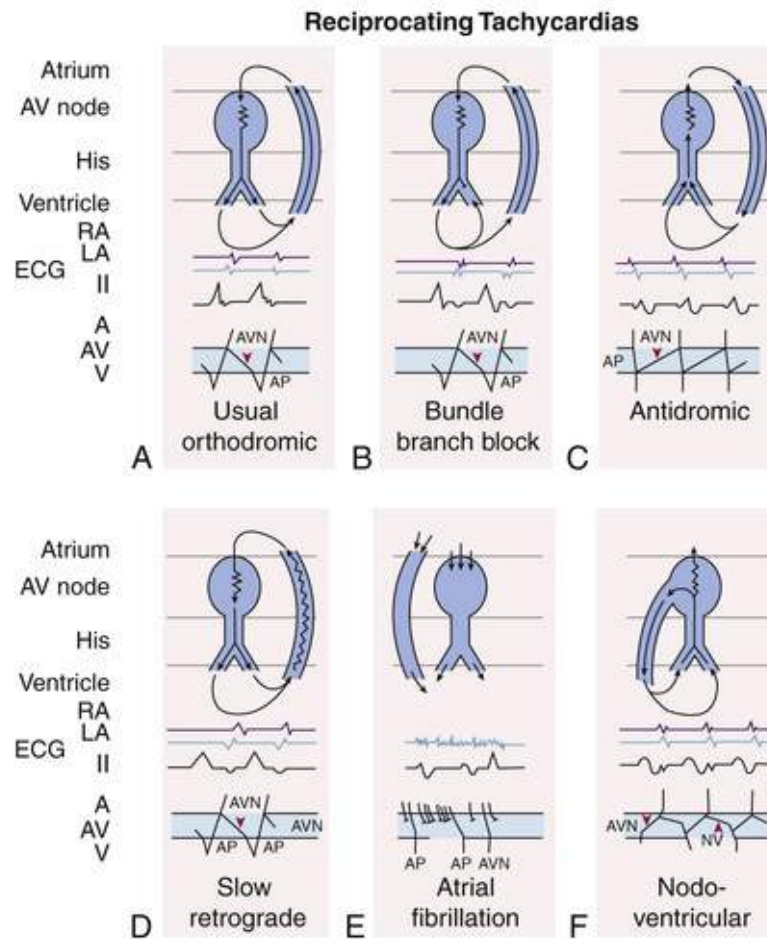 Reciprocating Tachycardias
Atrium
AV node
His
Ventricle
RA
LA
ECG
II
A
AV
V
AVN
AP
Usual
orthodromic
A
AVN
AP
Bundle
branch block
B
AVN
AP
Antidromic
C
Atrium
AV node
His
Ventricle
RA
LA
ECG
II
A
AV
V
AVN
AVN
AP
AP
Slow
retrograde
D
AP
AP
AVN
Atrial
fibrillation
E
AVN
NV
Nodo-
ventricular
F